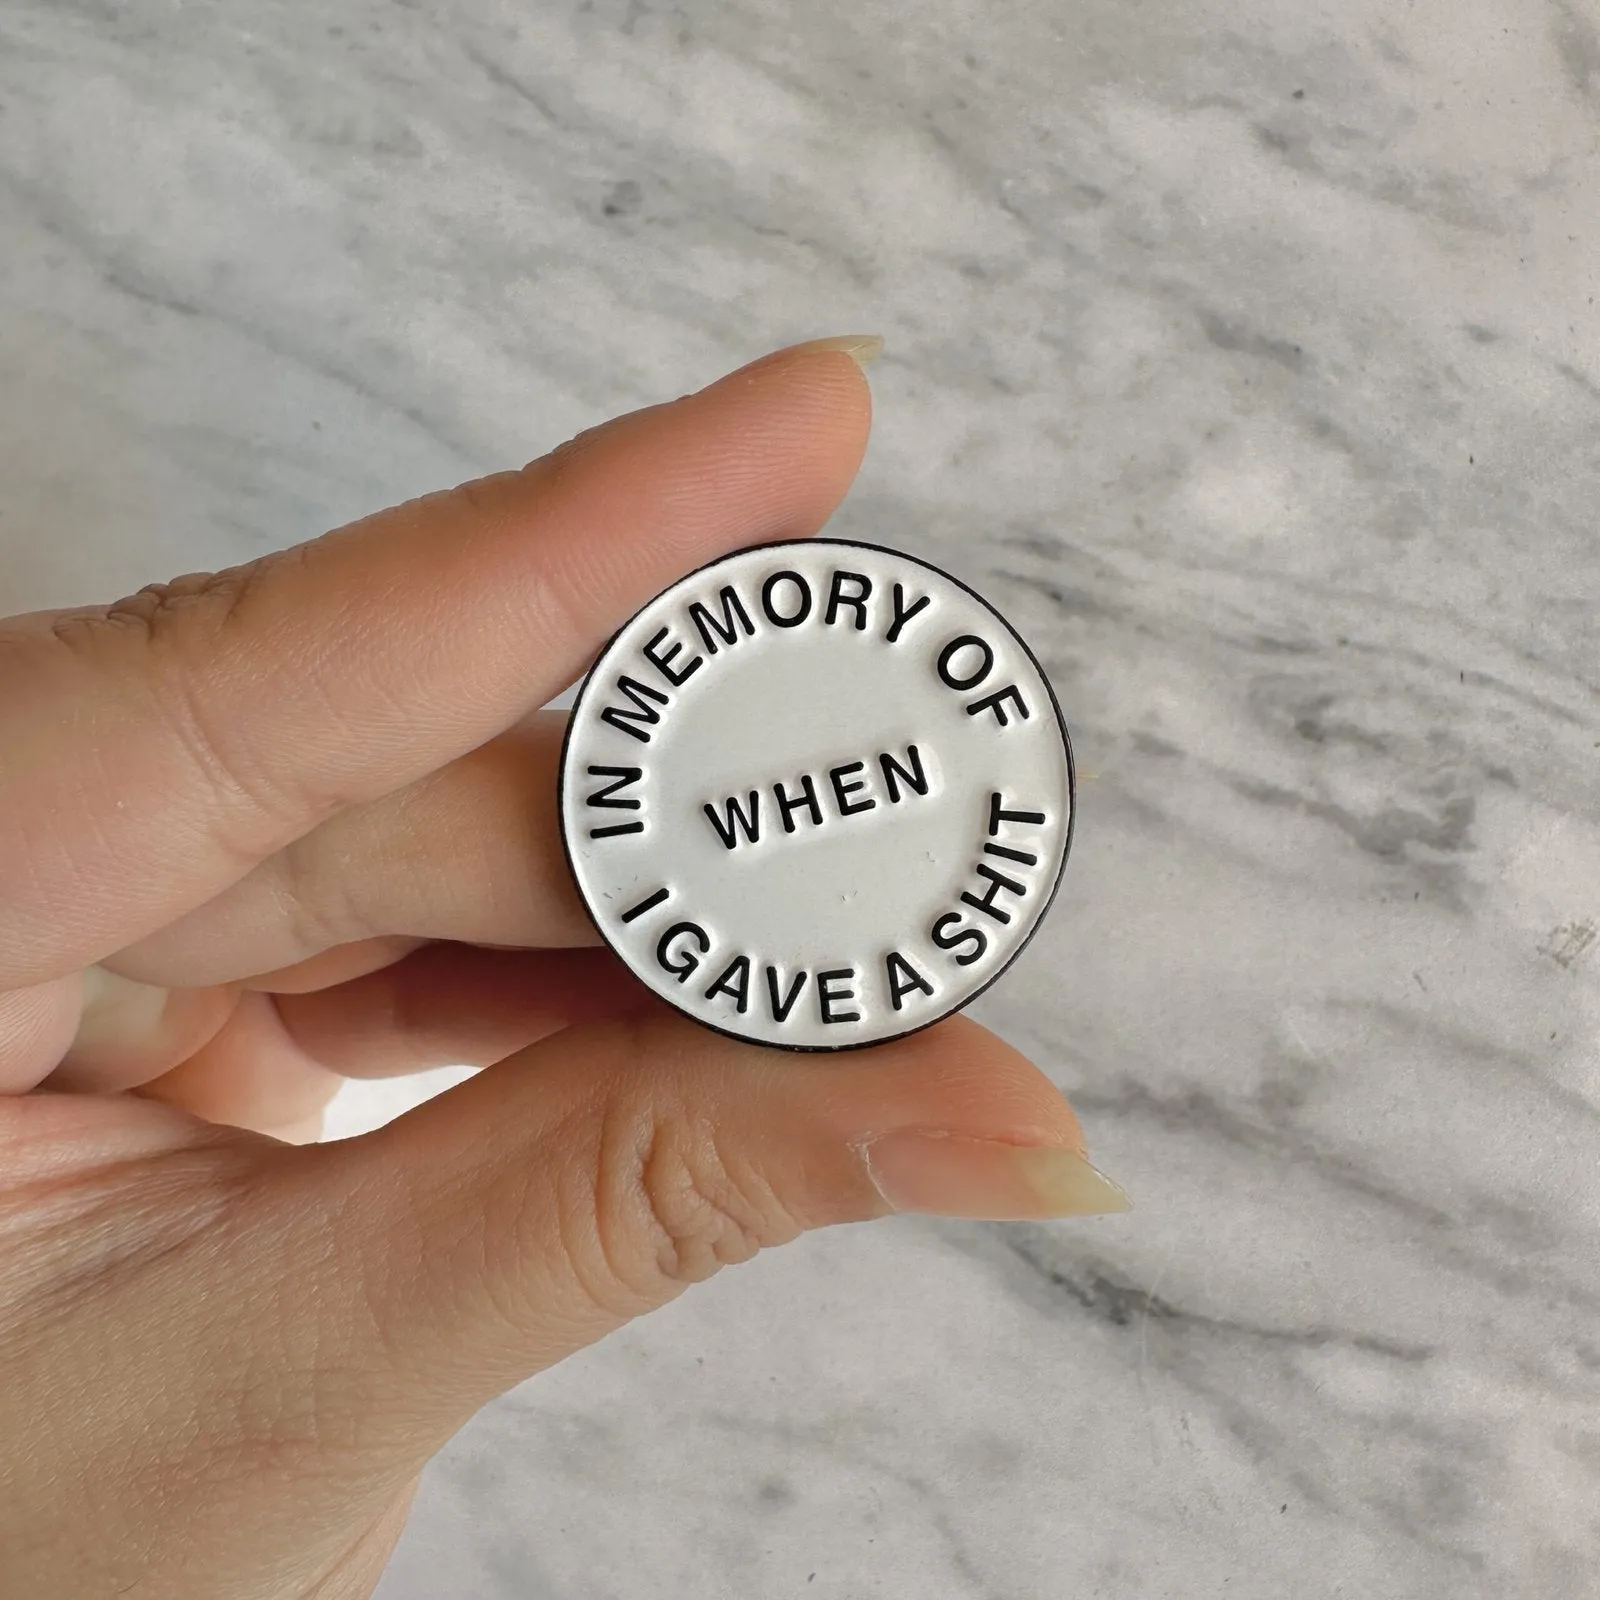 IN MEMORY OF
WHEN
I GAVE A SHIT